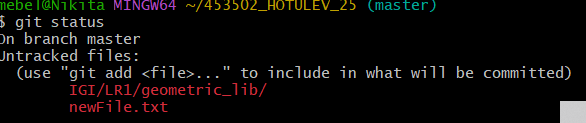 mebel@Nikita MINGW64 ~/453502_HOTULEV_25 (master)
$ git status
On branch master
Untracked files:
  (use "git add <file>..." to include in what will be committed)
        IGI/LR1/geometric_lib/
        newFile.txt